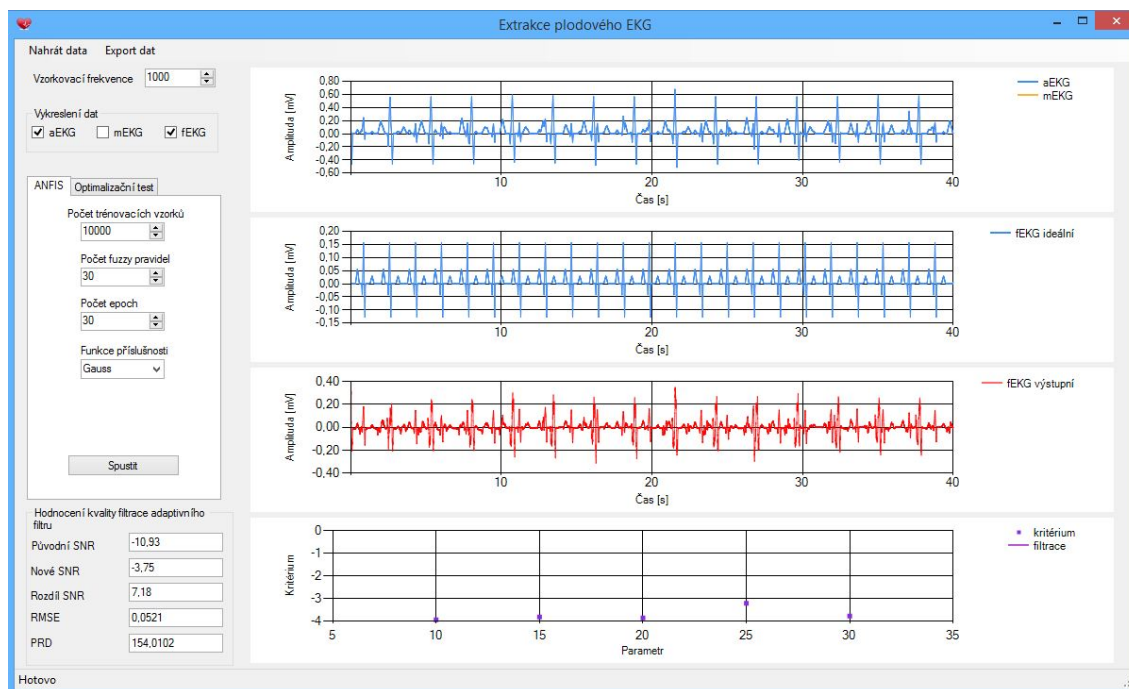 Extrakce plodového EKG
Nahrát data Export dat
Vzorkovací frekvence 1000
Vykreslení dat
aEKG mEKG fEKG
ANFIS Optimalizační test
Počet trénovacích vzorků
10000
Počet fuzzy pravidel
30
Počet epoch
30
Funkce příslušnosti
Gauss
Spustit
Hodnocení kvality filtrace adaptivního
filtru
Původní SNR -10,93
Nové SNR -3,75
Rozdíl SNR 7,18
RMSE 0,0521
PRD 154,0102
Hotovo
Amplituda [mV]
0,80
0,60
0,40
0,20
0,00
-0,20
-0,40
-0,60
10 20 30 40
Čas [s]
aEKG
mEKG
Amplituda [mV]
0,20
0,15
0,10
0,05
0,00
-0,05
-0,10
-0,15
10 20 30 40
Čas [s]
fEKG ideální
Amplituda [mV]
0,40
0,20
0,00
-0,20
-0,40
10 20 30 40
Čas [s]
fEKG výstupní
Kritérium
0
-1
-2
-3
-4
5 10 15 20 25 30 35
Parametr
kritérium
filtrace